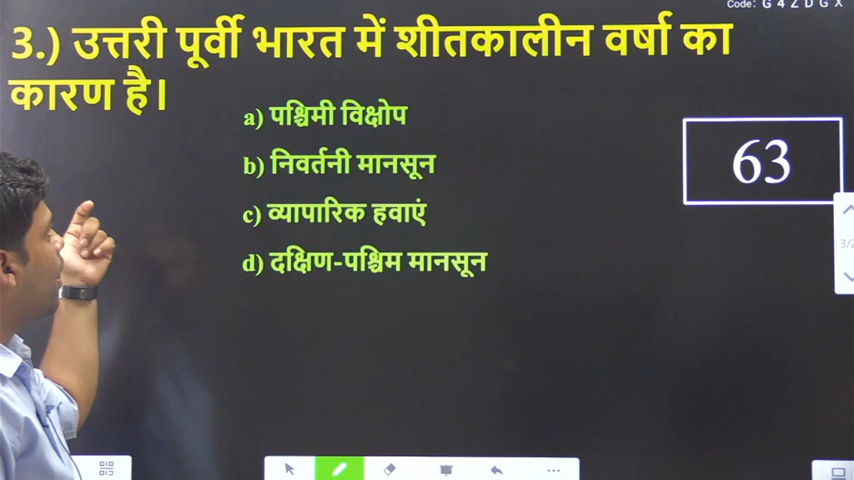 Code: G 4 Z D G X
3.) उत्तरी पूर्वी भारत में शीतकालीन वर्षा का
कारण है।
a) पश्चिमी विक्षोप
b) निवर्तनी मानसून
c) व्यापारिक हवाएं
d) दक्षिण-पश्चिम मानसून
63